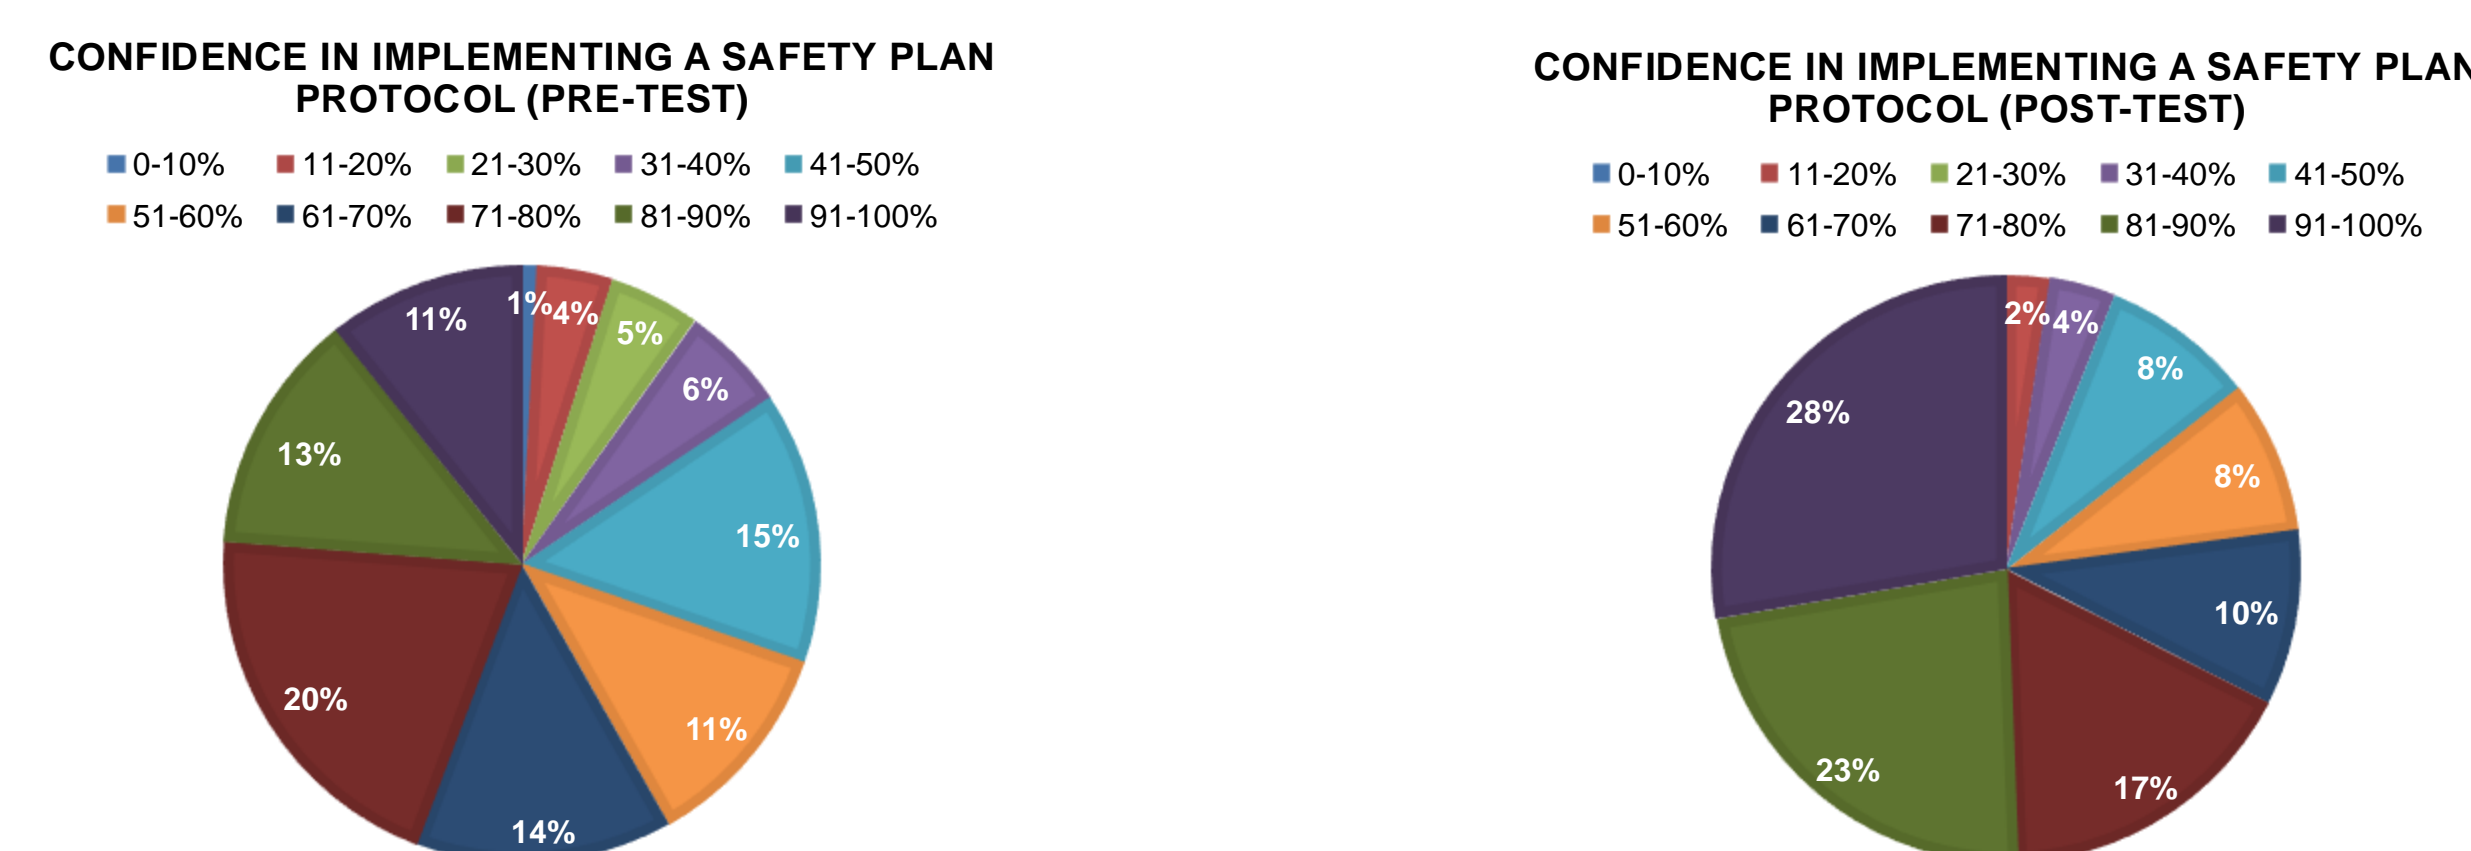 CONFIDENCE IN IMPLEMENTING A SAFETY PLAN
PROTOCOL (PRE-TEST)
0-10% 11-20% 21-30% 31-40% 41-50%
51-60% 61-70% 71-80% 81-90% 91-100%
1%
4%
5%
6%
15%
11%
14%
20%
13%
11%
CONFIDENCE IN IMPLEMENTING A SAFETY PLAN
PROTOCOL (POST-TEST)
0-10% 11-20% 21-30% 31-40% 41-50%
51-60% 61-70% 71-80% 81-90% 91-100%
2%
4%
8%
8%
10%
17%
23%
28%